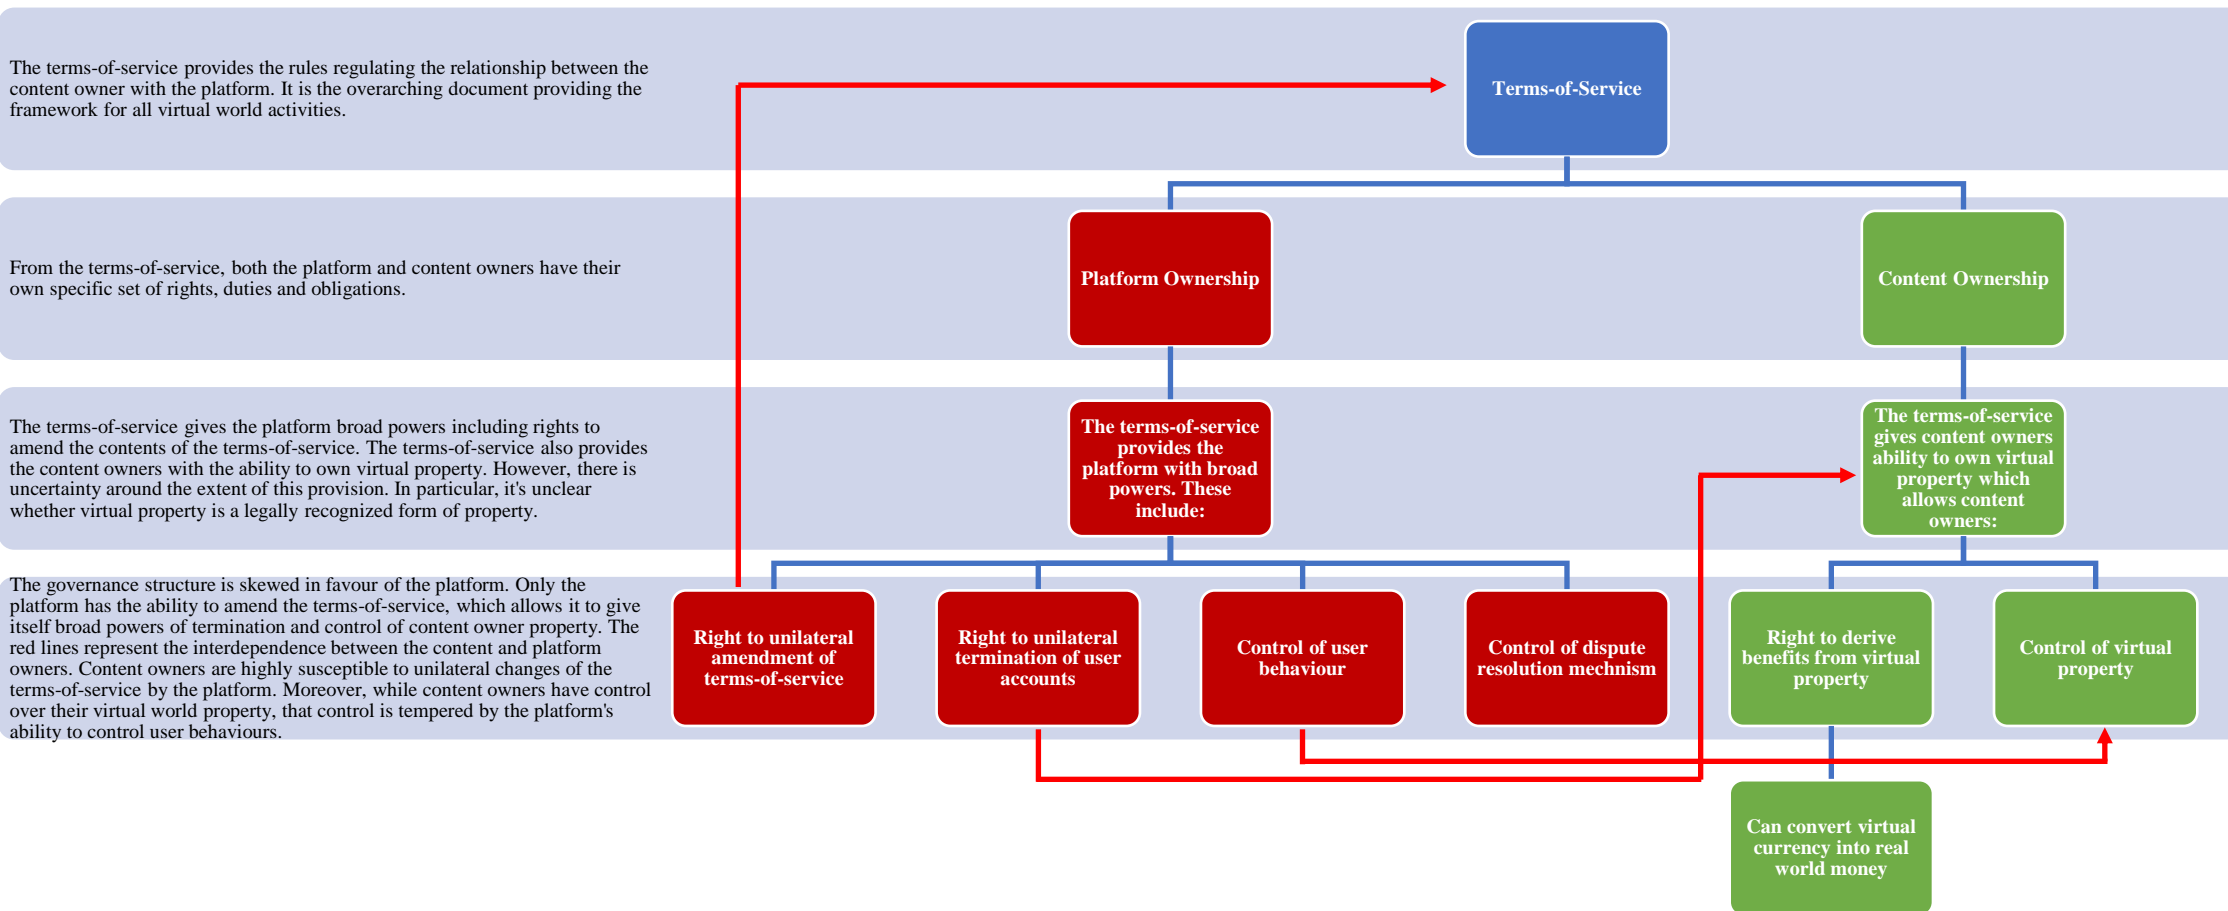 The terms-of-service provides the rules regulating the relationship between the
content owner with the platform. It is the overarching document providing the
framework for all virtual world activities.
Terms-of-Service
From the terms-of-service, both the platform and content owners have their
own specific set of rights, duties and obligations.
Platform Ownership
Content Ownership
The terms-of-service gives the platform broad powers including rights to
amend the contents of the terms-of-service. The terms-of-service also provides
the content owners with the ability to own virtual property. However, there is
uncertainty around the extent of this provision. In particular, it's unclear
whether virtual property is a legally recognized form of property.
The terms-of-service
provides the
platform with broad
powers. These
include:
The terms-of-service
gives content owners
ability to own virtual
property which
allows content
owners:
The governance structure is skewed in favour of the platform. Only the
platform has the ability to amend the terms-of-service, which allows it to give
itself broad powers of termination and control of content owner property. The
red lines represent the interdependence between the content and platform
owners. Content owners are highly susceptible to unilateral changes of the
terms-of-service by the platform. Moreover, while content owners have control
over their virtual world property, that control is tempered by the platform's
ability to control user behaviours.
Right to unilateral
amendment of
terms-of-service
Right to unilateral
termination of user
accounts
Control of user
behaviour
Control of dispute
resolution mechnism
Right to derive
benefits from virtual
property
Control of virtual
property
Can convert virtual
currency into real
world money